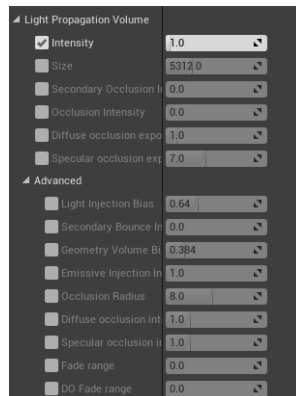 Light Propagation Volume
Intensity 1.0
Size 5312.0
Secondary Occlusion I 0.0
Occlusion Intensity 0.0
Diffuse occlusion expo 1.0
Specular occlusion exp 7.0
Advanced
Light Injection Bias 0.64
Secondary Bounce In 0.0
Geometry Volume Bi 0.384
Emissive Injection In 1.0
Occlusion Radius 8.0
Diffuse occlusion int 1.0
Specular occlusion in 1.0
Fade range 0.0
DO Fade range 0.0